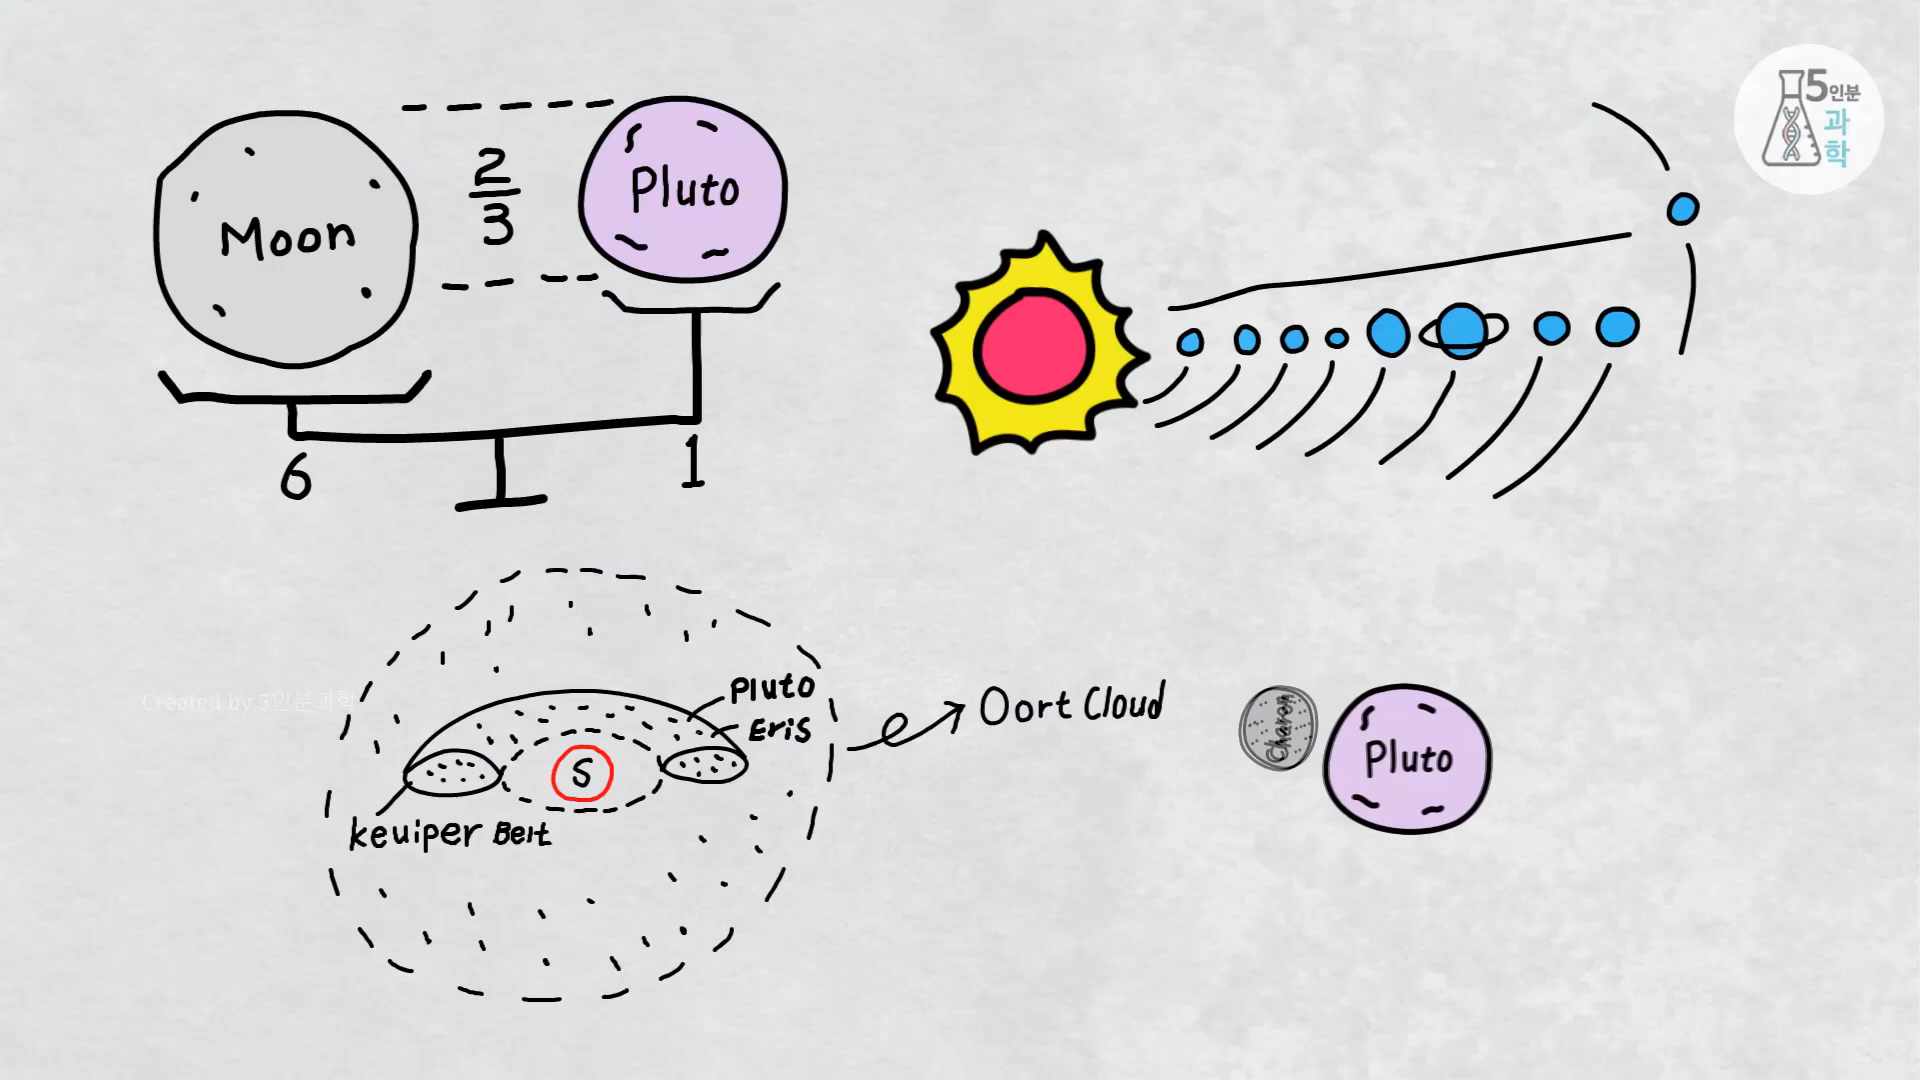 Moon
2
3
Pluto
6
1
5인분
과
학
Created by 5인분 과학
Pluto
Eris
S
keuiper Belt
Oort Cloud
Charon
Pluto